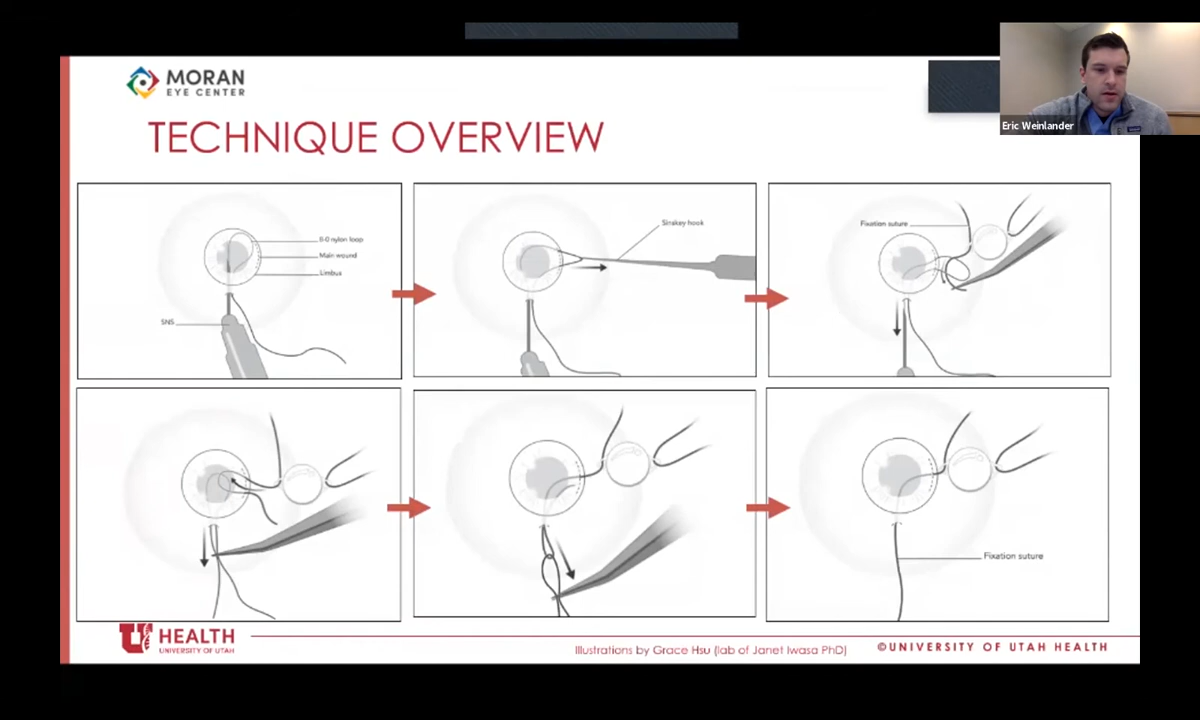 MORAN
EYE CENTER
Eric Weinlander
TECHNIQUE OVERVIEW
8-0 nylon loop
Main wound
Limbus
SNS
Sinskey hook
Fixation suture
Fixation suture
U HEALTH
UNIVERSITY OF UTAH
Illustrations by Grace Hsu (lab of Janet Iwasa PhD)
©UNIVERSITY OF UTAH HEALTH